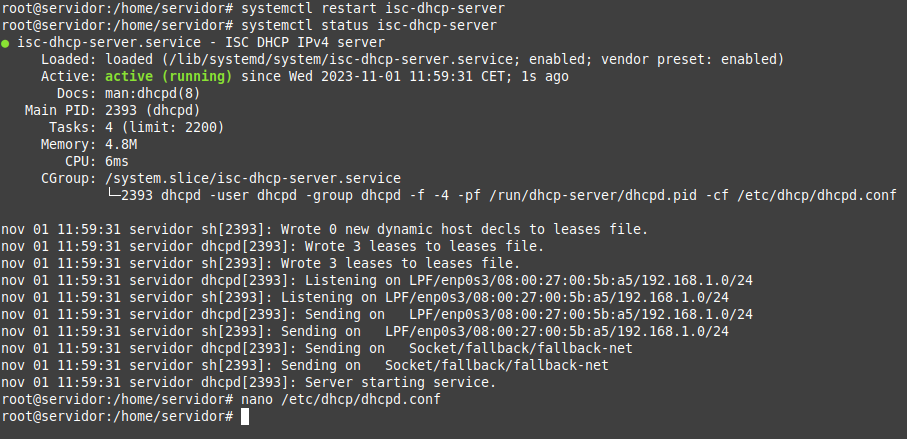 root@servidor:/home/servidor# systemctl restart isc-dhcp-server
root@servidor:/home/servidor# systemctl status isc-dhcp-server
● isc-dhcp-server.service - ISC DHCP IPv4 server
     Loaded: loaded (/lib/systemd/system/isc-dhcp-server.service; enabled; vendor preset: enabled)
     Active: active (running) since Wed 2023-11-01 11:59:31 CET; 1s ago
       Docs: man:dhcpd(8)
   Main PID: 2393 (dhcpd)
      Tasks: 4 (limit: 2200)
     Memory: 4.8M
        CPU: 6ms
     CGroup: /system.slice/isc-dhcp-server.service
             └─2393 dhcpd -user dhcpd -group dhcpd -f -4 -pf /run/dhcp-server/dhcpd.pid -cf /etc/dhcp/dhcpd.conf

nov 01 11:59:31 servidor sh[2393]: Wrote 0 new dynamic host decls to leases file.
nov 01 11:59:31 servidor dhcpd[2393]: Wrote 3 leases to leases file.
nov 01 11:59:31 servidor sh[2393]: Wrote 3 leases to leases file.
nov 01 11:59:31 servidor dhcpd[2393]: Listening on LPF/enp0s3/08:00:27:00:5b:a5/192.168.1.0/24
nov 01 11:59:31 servidor sh[2393]: Listening on LPF/enp0s3/08:00:27:00:5b:a5/192.168.1.0/24
nov 01 11:59:31 servidor dhcpd[2393]: Sending on   LPF/enp0s3/08:00:27:00:5b:a5/192.168.1.0/24
nov 01 11:59:31 servidor sh[2393]: Sending on   LPF/enp0s3/08:00:27:00:5b:a5/192.168.1.0/24
nov 01 11:59:31 servidor dhcpd[2393]: Sending on   Socket/fallback/fallback-net
nov 01 11:59:31 servidor sh[2393]: Sending on   Socket/fallback/fallback-net
nov 01 11:59:31 servidor dhcpd[2393]: Server starting service.
root@servidor:/home/servidor# nano /etc/dhcp/dhcpd.conf
root@servidor:/home/servidor#